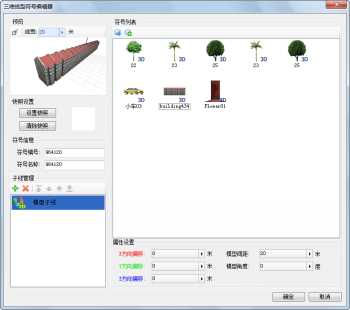 三维线型符号编辑器
预览
线宽: 20 米
快照设置
设置快照
清除快照
符号信息
符号编号: 964120
符号名称: 964120
子线管理
模型子线
符号列表
3D 3D 3D 3D 3D
22 23 25 23 25
3D 3D 3D
小车03 building434 Flower01
属性设置
X方向偏移: 0 米 模型间距: 20 米
Y方向偏移: 0 米 模型角度: 0 度
Z方向偏移: 0 米
确定 取消